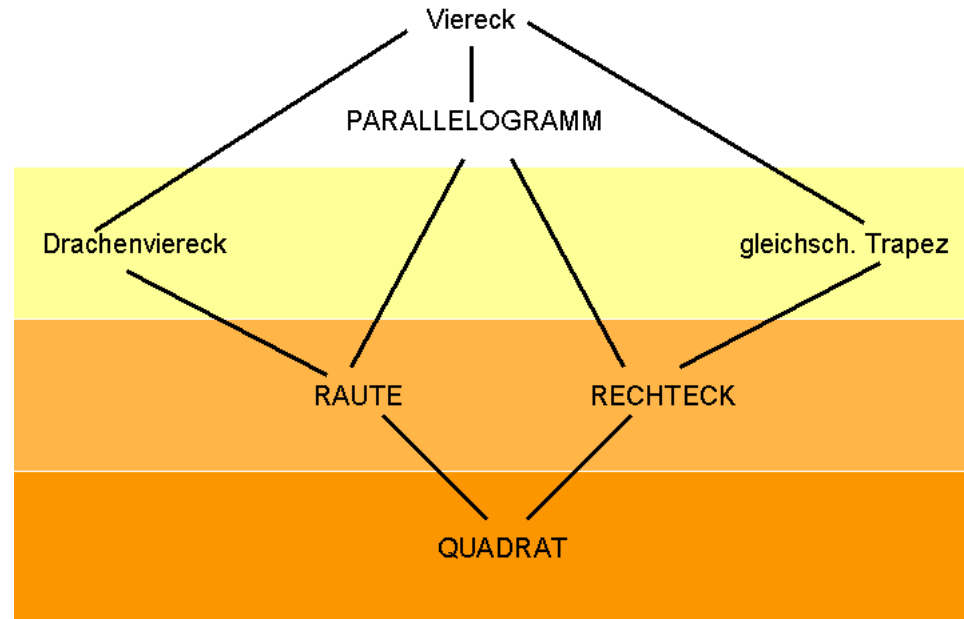 Viereck
PARALLELOGRAMM
Drachenviereck
gleichsch. Trapez
RAUTE
RECHTECK
QUADRAT